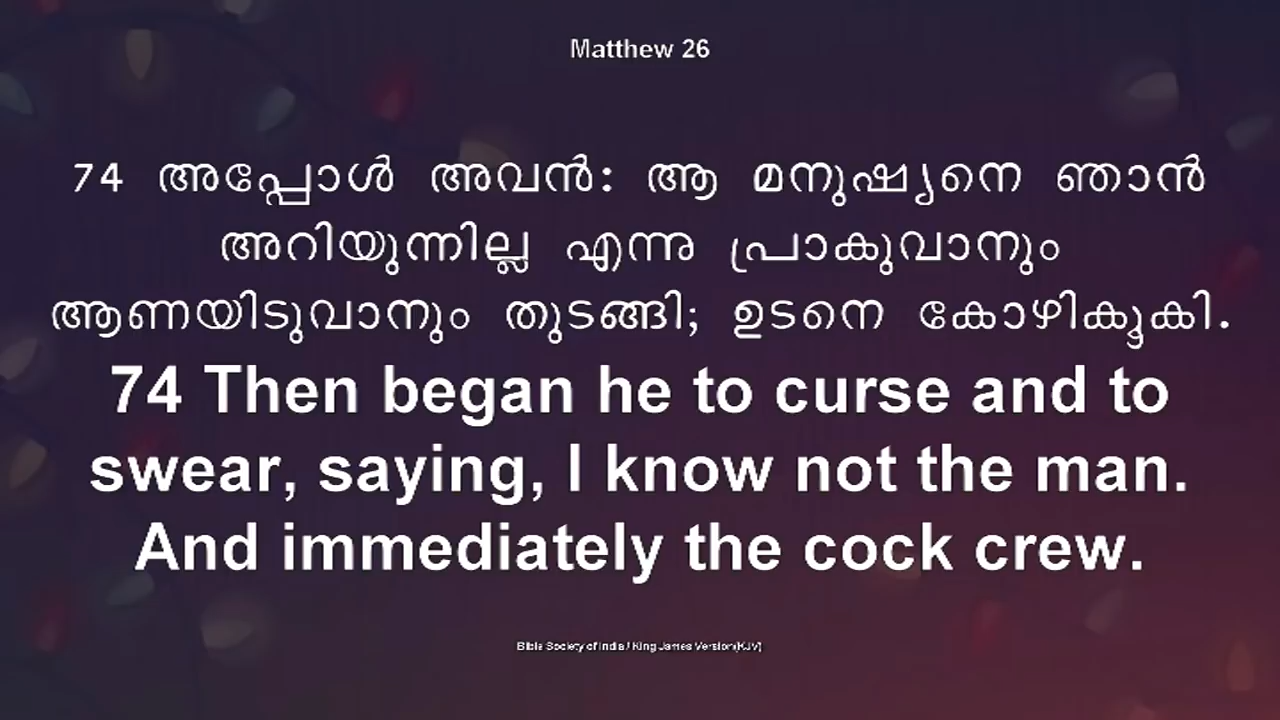 Matthew 26
74 അപ്പോൾ അവൻ: ആ മനുഷ്യനെ ഞാൻ
അറിയുന്നില്ല എന്നു പ്രാകുവാനും
ആണയിടുവാനും തുടങ്ങി; ഉടനെ കോഴികൂകി.
74 Then began he to curse and to
swear, saying, I know not the man.
And immediately the cock crew.
Bible Society of India / King James Version(KJV)